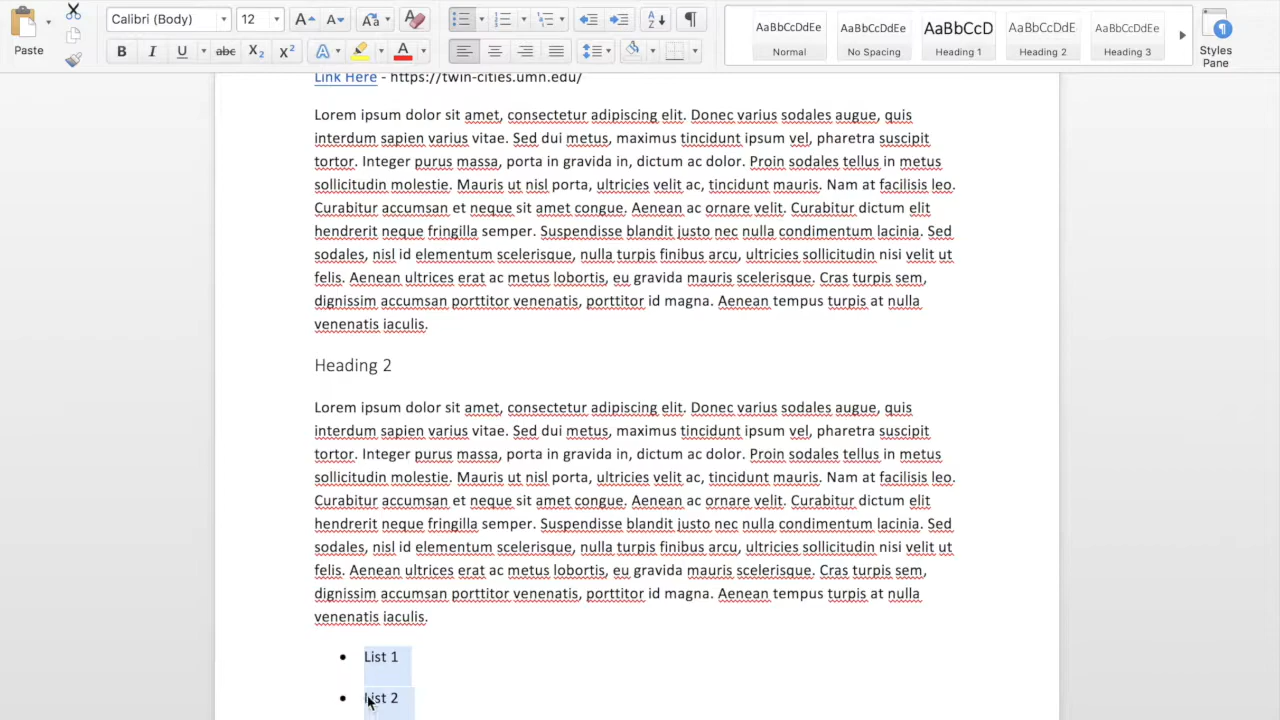 Calibri (Body) 12 A A Aa A
Paste
B I U abc X₂ X² A A
AaBbCcDdEe AaBbCcDdEe AaBbCcD AaBbCcDdE AaBbCcDdEe
Normal No Spacing Heading 1 Heading 2 Heading 3
Styles
Pane
Link Here - https://twin-cities.umn.edu/
Lorem ipsum dolor sit amet, consectetur adipiscing elit. Donec varius sodales augue, quis
interdum sapien varius vitae. Sed dui metus, maximus tincidunt ipsum vel, pharetra suscipit
tortor. Integer purus massa, porta in gravida in, dictum ac dolor. Proin sodales tellus in metus
sollicitudin molestie. Mauris ut nisl porta, ultricies velit ac, tincidunt mauris. Nam at facilisis leo.
Curabitur accumsan et neque sit amet congue. Aenean ac ornare velit. Curabitur dictum elit
hendrerit neque fringilla semper. Suspendisse blandit justo nec nulla condimentum lacinia. Sed
sodales, nisl id elementum scelerisque, nulla turpis finibus arcu, ultricies sollicitudin nisi velit ut
felis. Aenean ultrices erat ac metus lobortis, eu gravida mauris scelerisque. Cras turpis sem,
dignissim accumsan porttitor venenatis, porttitor id magna. Aenean tempus turpis at nulla
venenatis iaculis.
Heading 2
Lorem ipsum dolor sit amet, consectetur adipiscing elit. Donec varius sodales augue, quis
interdum sapien varius vitae. Sed dui metus, maximus tincidunt ipsum vel, pharetra suscipit
tortor. Integer purus massa, porta in gravida in, dictum ac dolor. Proin sodales tellus in metus
sollicitudin molestie. Mauris ut nisl porta, ultricies velit ac, tincidunt mauris. Nam at facilisis leo.
Curabitur accumsan et neque sit amet congue. Aenean ac ornare velit. Curabitur dictum elit
hendrerit neque fringilla semper. Suspendisse blandit justo nec nulla condimentum lacinia. Sed
sodales, nisl id elementum scelerisque, nulla turpis finibus arcu, ultricies sollicitudin nisi velit ut
felis. Aenean ultrices erat ac metus lobortis, eu gravida mauris scelerisque. Cras turpis sem,
dignissim accumsan porttitor venenatis, porttitor id magna. Aenean tempus turpis at nulla
venenatis iaculis.
• List 1
• List 2